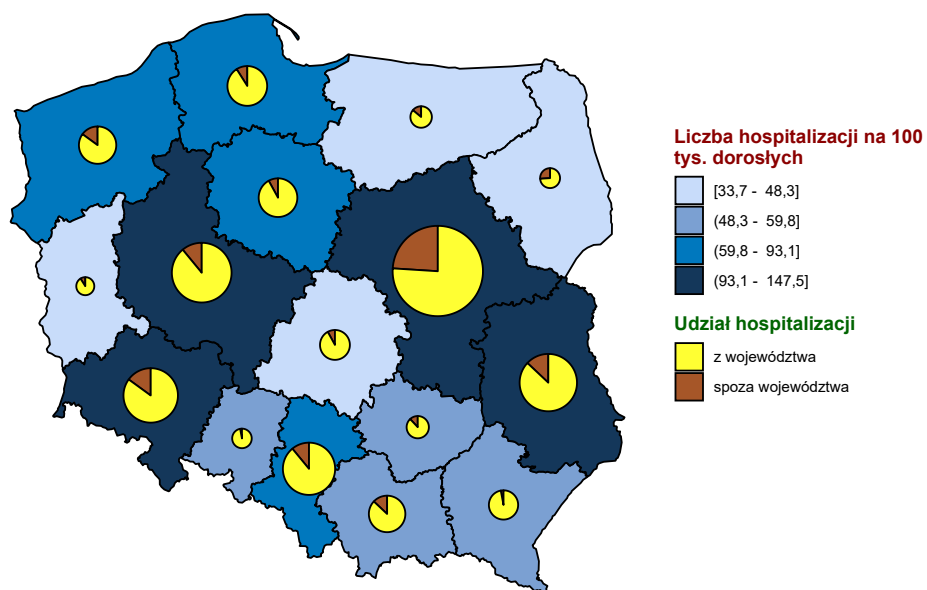 Liczba hospitalizacji na 100
tys. dorosłych
[33,7 - 48,3]
(48,3 - 59,8]
(59,8 - 93,1]
(93,1 - 147,5]
Udział hospitalizacji
z województwa
spoza województwa